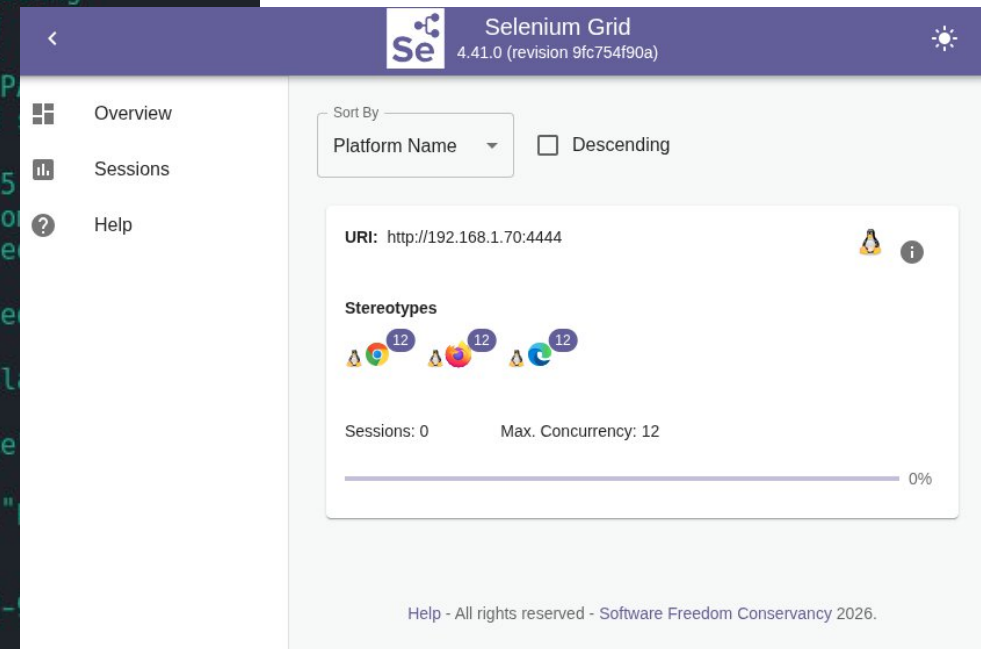 Selenium Grid
Se
4.41.0 (revision 9fc754f90a)
Overview
Sessions
Help
Sort By
Platform Name
Descending
URI: http://192.168.1.70:4444
Stereotypes
12 12 12
Sessions: 0 Max. Concurrency: 12
0%
Help - All rights reserved - Software Freedom Conservancy 2026.